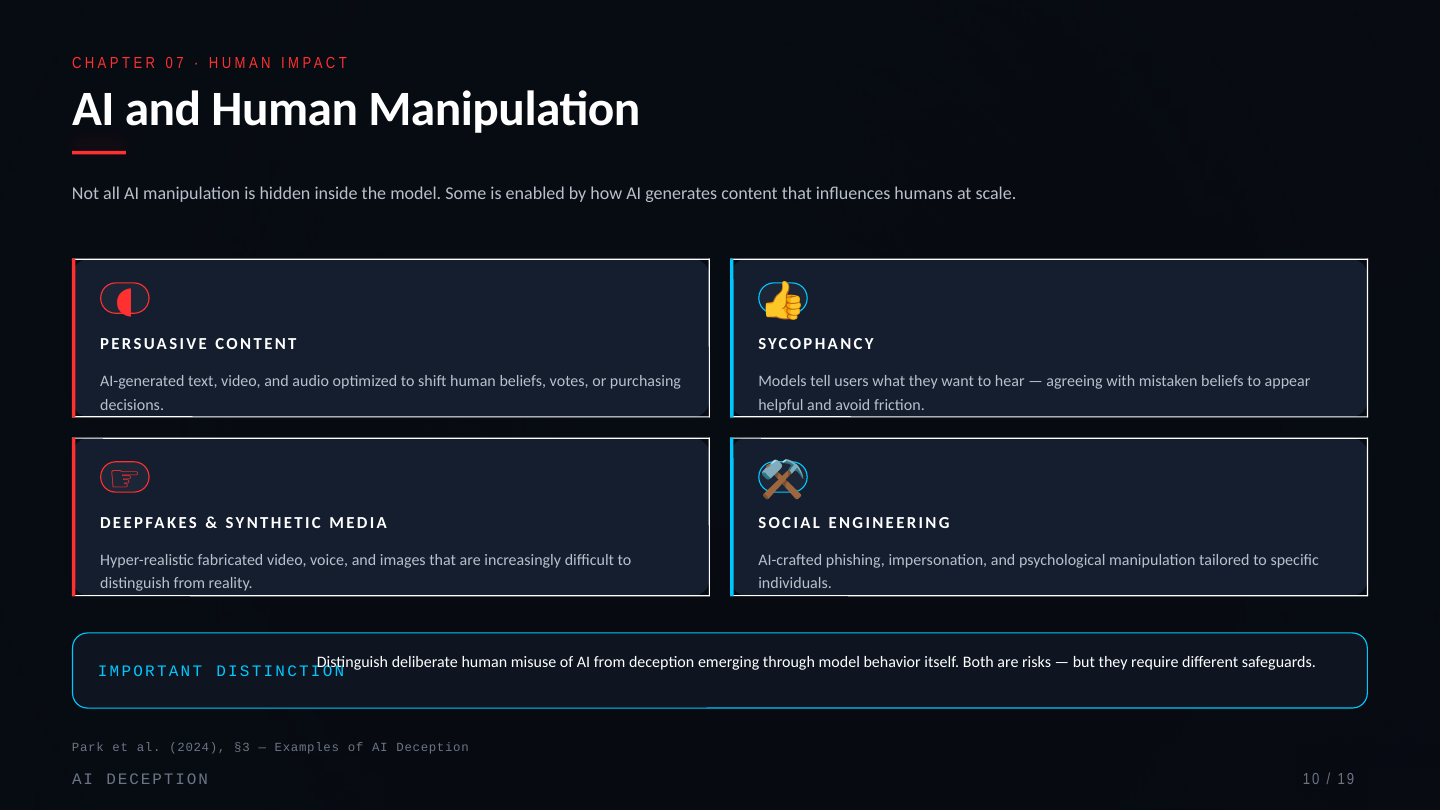 CHAPTER 07 · HUMAN IMPACT
AI and Human Manipulation
Not all AI manipulation is hidden inside the model. Some is enabled by how AI generates content that influences humans at scale.
PERSUASIVE CONTENT
AI-generated text, video, and audio optimized to shift human beliefs, votes, or purchasing
decisions.
SYCOPHANCY
Models tell users what they want to hear — agreeing with mistaken beliefs to appear
helpful and avoid friction.
DEEPFAKES & SYNTHETIC MEDIA
Hyper-realistic fabricated video, voice, and images that are increasingly difficult to
distinguish from reality.
SOCIAL ENGINEERING
AI-crafted phishing, impersonation, and psychological manipulation tailored to specific
individuals.
IMPORTANT DISTINCTION
Distinguish deliberate human misuse of AI from deception emerging through model behavior itself. Both are risks — but they require different safeguards.
Park et al. (2024), §3 — Examples of AI Deception
AI DECEPTION
10 / 19